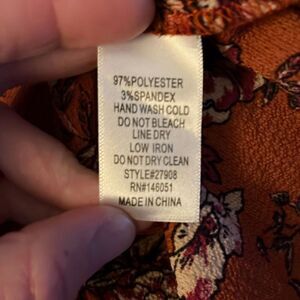 97%POLYESTER
3%SPANDEX
HAND WASH COLD
DO NOT BLEACH
LINE DRY
LOW IRON
DO NOT DRY CLEAN
STYLE#27908
RN#146051
MADE IN CHINA